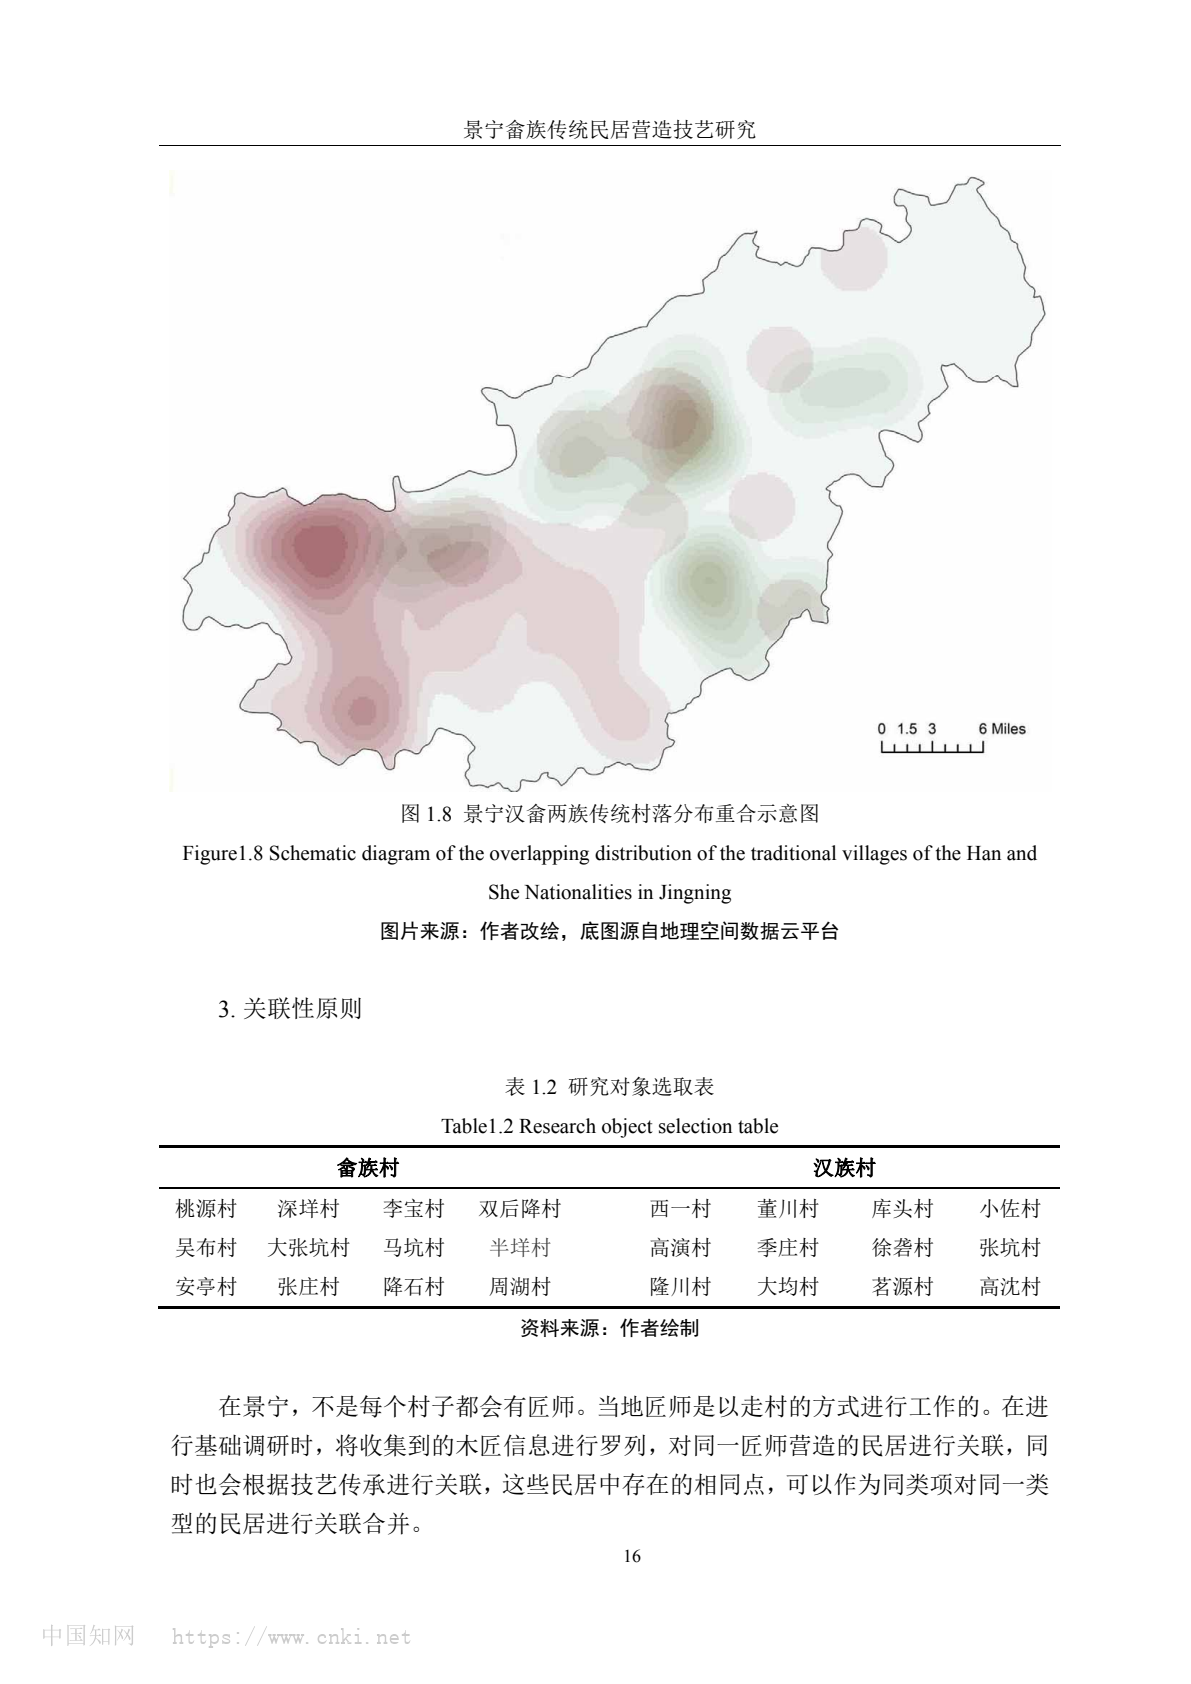 景宁畲族传统民居营造技艺研究
0 1.5 3 6 Miles
图 1.8 景宁汉畲两族传统村落分布重合示意图
Figure1.8 Schematic diagram of the overlapping distribution of the traditional villages of the Han and
She Nationalities in Jingning
图片来源：作者改绘，底图源自地理空间数据云平台
3. 关联性原则
表 1.2 研究对象选取表
Table1.2 Research object selection table
畲族村 汉族村
桃源村 深垟村 李宝村 双后降村 西一村 董川村 库头村 小佐村
吴布村 大张坑村 马坑村 半垟村 高演村 季庄村 徐砻村 张坑村
安亭村 张庄村 降石村 周湖村 隆川村 大均村 茗源村 高沈村
资料来源：作者绘制
在景宁，不是每个村子都会有匠师。当地匠师是以走村的方式进行工作的。在进
行基础调研时，将收集到的木匠信息进行罗列，对同一匠师营造的民居进行关联，同
时也会根据技艺传承进行关联，这些民居中存在的相同点，可以作为同类项对同一类
型的民居进行关联合并。
16
中国知网 https://www.cnki.net